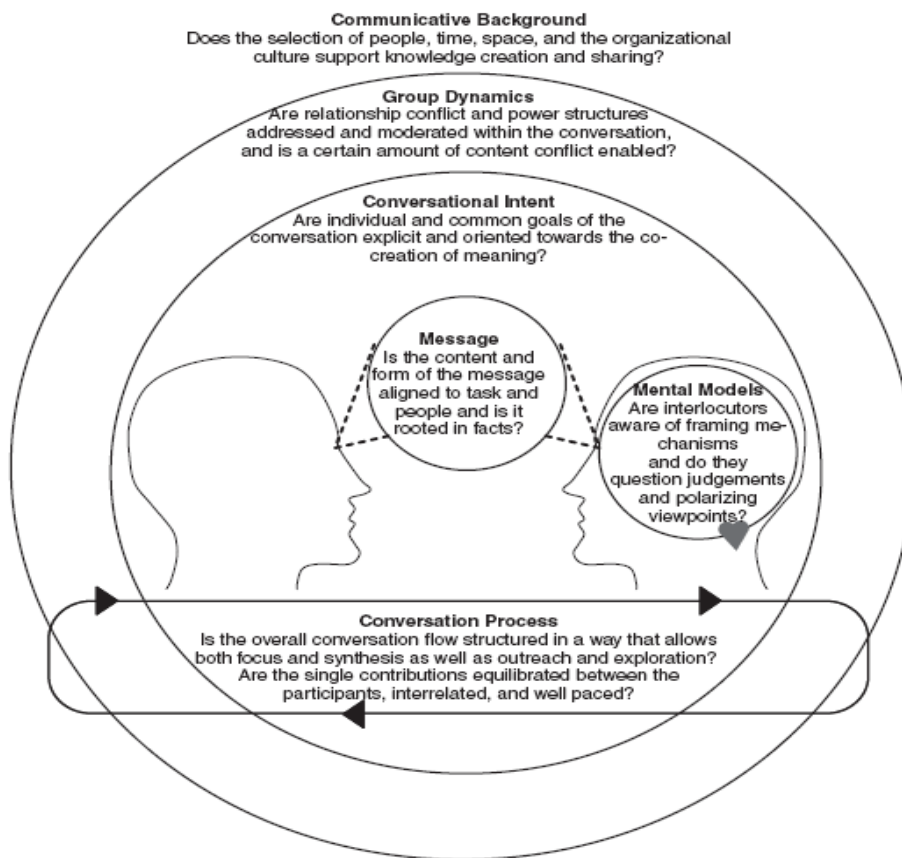 Communicative Background
Does the selection of people, time, space, and the organizational
culture support knowledge creation and sharing?
Group Dynamics
Are relationship conflict and power structures
addressed and moderated within the conversation,
and is a certain amount of content conflict enabled?
Conversational Intent
Are individual and common goals of the
conversation explicit and oriented towards the co-
creation of meaning?
Message
Is the content and
form of the message
aligned to task and
people and is it
rooted in facts?
Mental Models
Are interlocutors
aware of framing me-
chanisms
and do they
question judgements
and polarizing
viewpoints?
Conversation Process
Is the overall conversation flow structured in a way that allows
both focus and synthesis as well as outreach and exploration?
Are the single contributions equilibrated between the
participants, interrelated, and well paced?